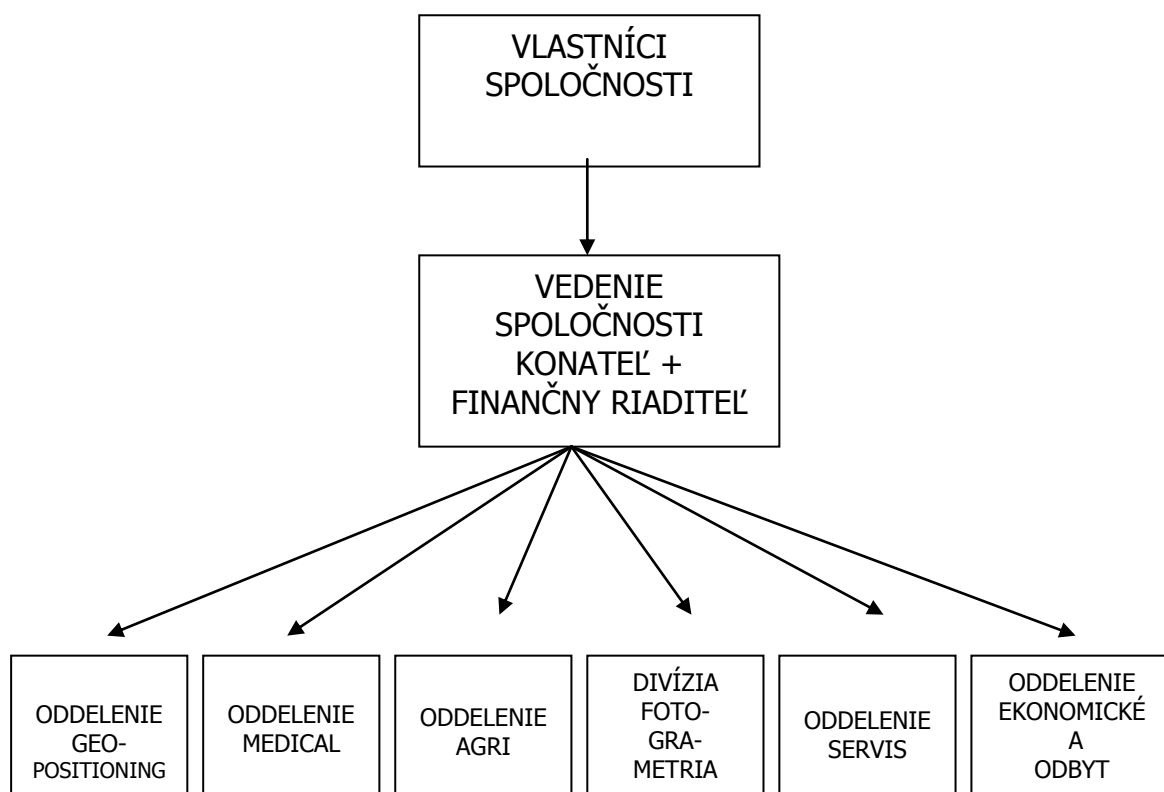 VLASTNÍCI
SPOLOČNOSTI
VEDENIE
SPOLOČNOSTI
KONATEĽ +
FINANČNY RIADITEĽ
ODDELENIE
GEO-
POSITIONING
ODDELENIE
MEDICAL
ODDELENIE
AGRI
DIVÍZIA
FOTO-
GRA-
METRIA
ODDELENIE
SERVIS
ODDELENIE
EKONOMICKÉ
A
ODBYT